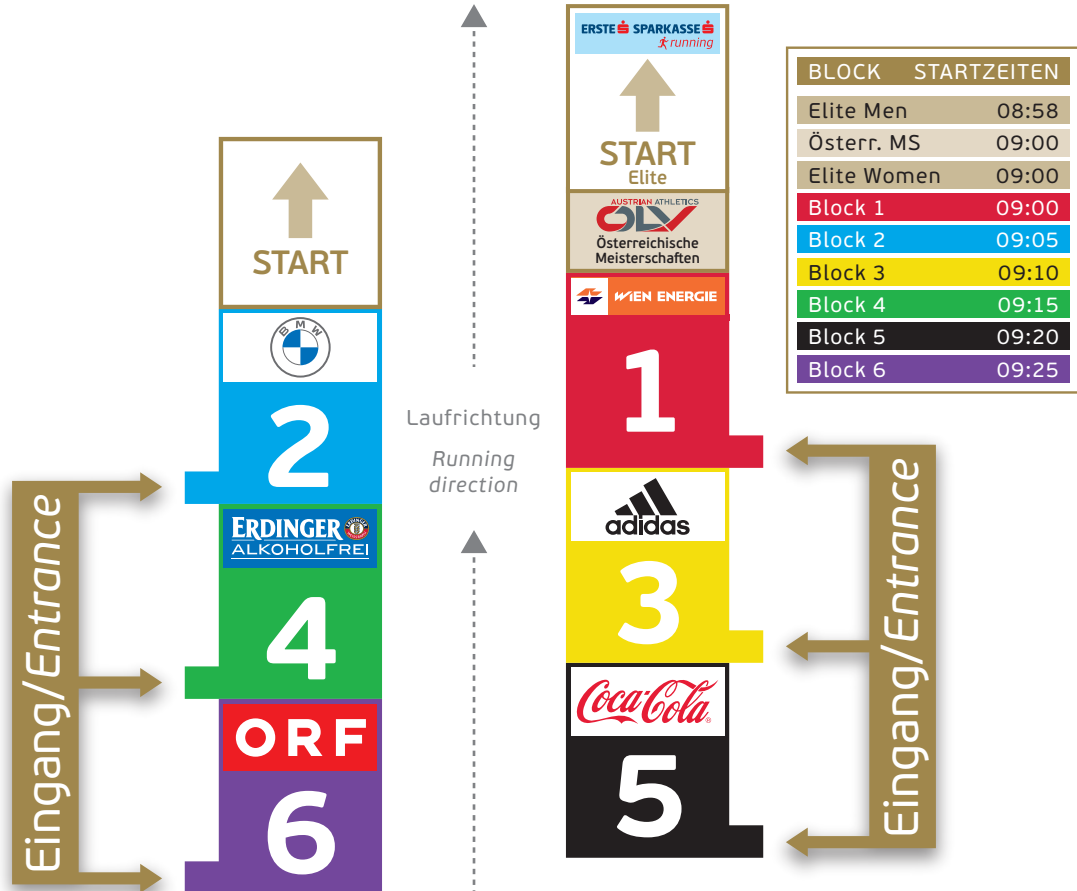 START
BMW
2
ERDINGER
ERDINGER
ALKOHOLFREI
4
ORF
6
Eingang/Entrance
Laufrichtung
Running
direction
ERSTE SPARKASSE
running
START
Elite
AUSTRIAN ATHLETICS
ÖLV
Österreichische
Meisterschaften
WIEN ENERGIE
1
adidas
3
Coca-Cola®
5
Eingang/Entrance
BLOCK STARTZEITEN
Elite Men 08:58
Österr. MS 09:00
Elite Women 09:00
Block 1 09:00
Block 2 09:05
Block 3 09:10
Block 4 09:15
Block 5 09:20
Block 6 09:25